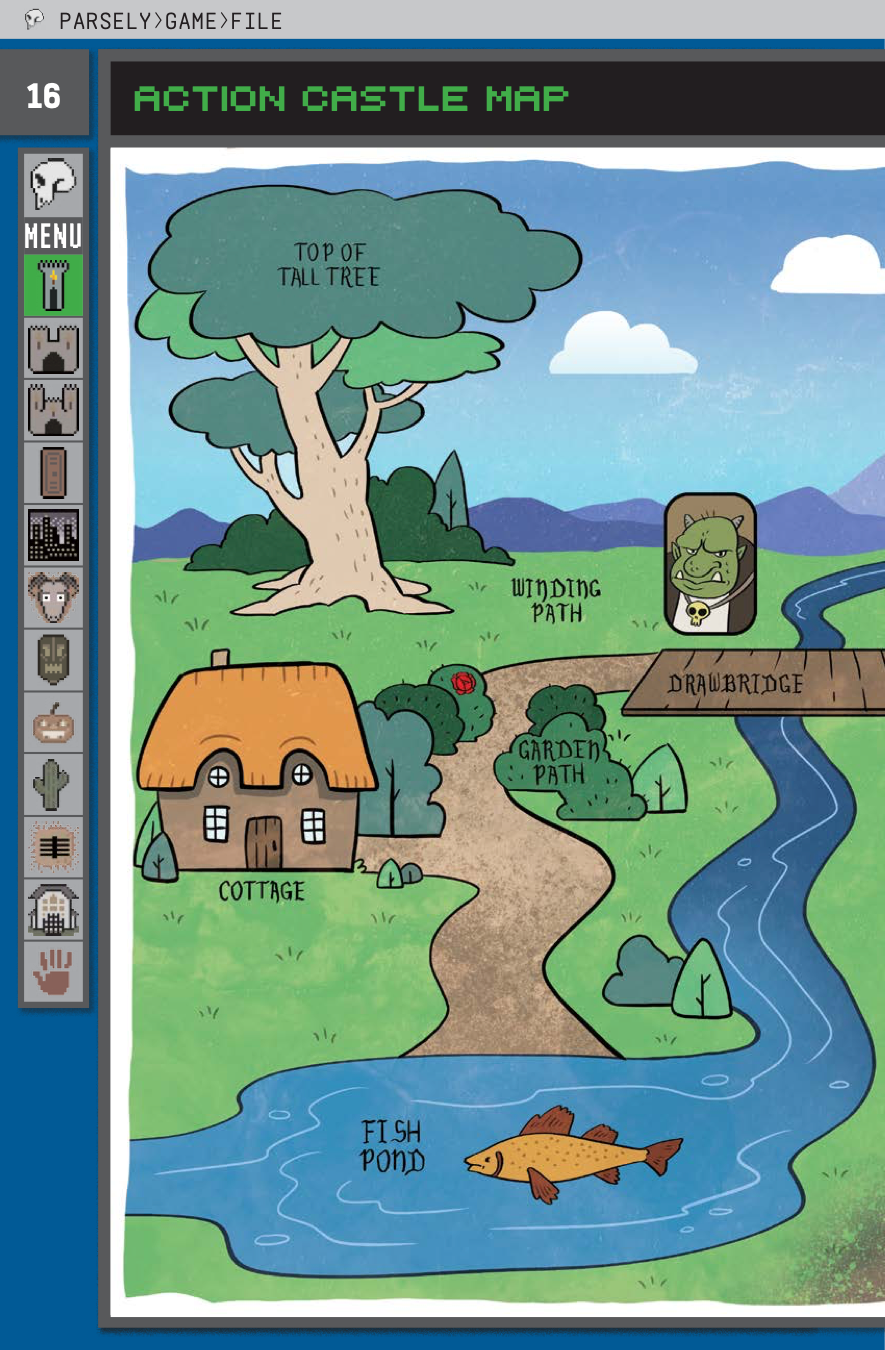 PARSELY>GAME>FILE
16
ACTION CASTLE MAP
MENU
TOP OF
TALL TREE
WINDING
PATH
DRAWBRIDGE
GARDEN
PATH
COTTAGE
FISH
POND